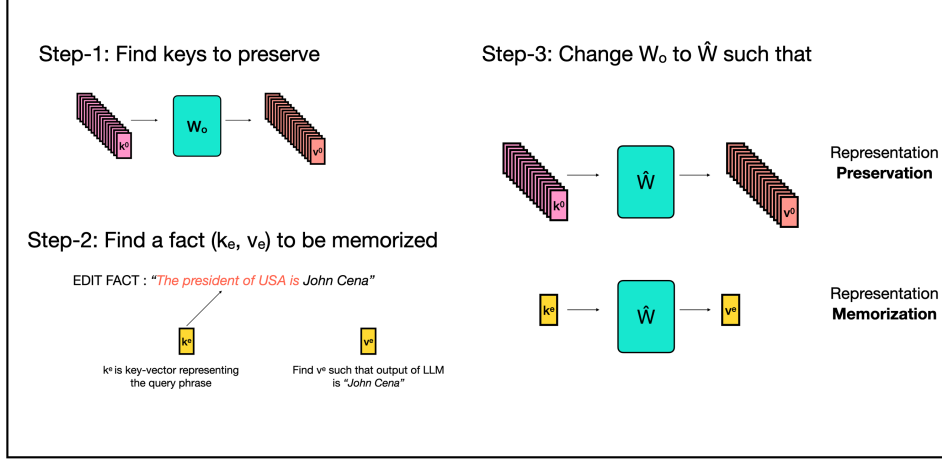 Step-1: Find keys to preserve
k⁰
Wₒ
v⁰
Step-2: Find a fact (kₑ, vₑ) to be memorized
EDIT FACT : “The president of USA is John Cena”
kᵉ
kᵉ is key-vector representing
the query phrase
vᵉ
Find vᵉ such that output of LLM
is “John Cena”
Step-3: Change Wₒ to Ŵ such that
k⁰
Ŵ
v⁰
Representation
Preservation
kᵉ
Ŵ
vᵉ
Representation
Memorization